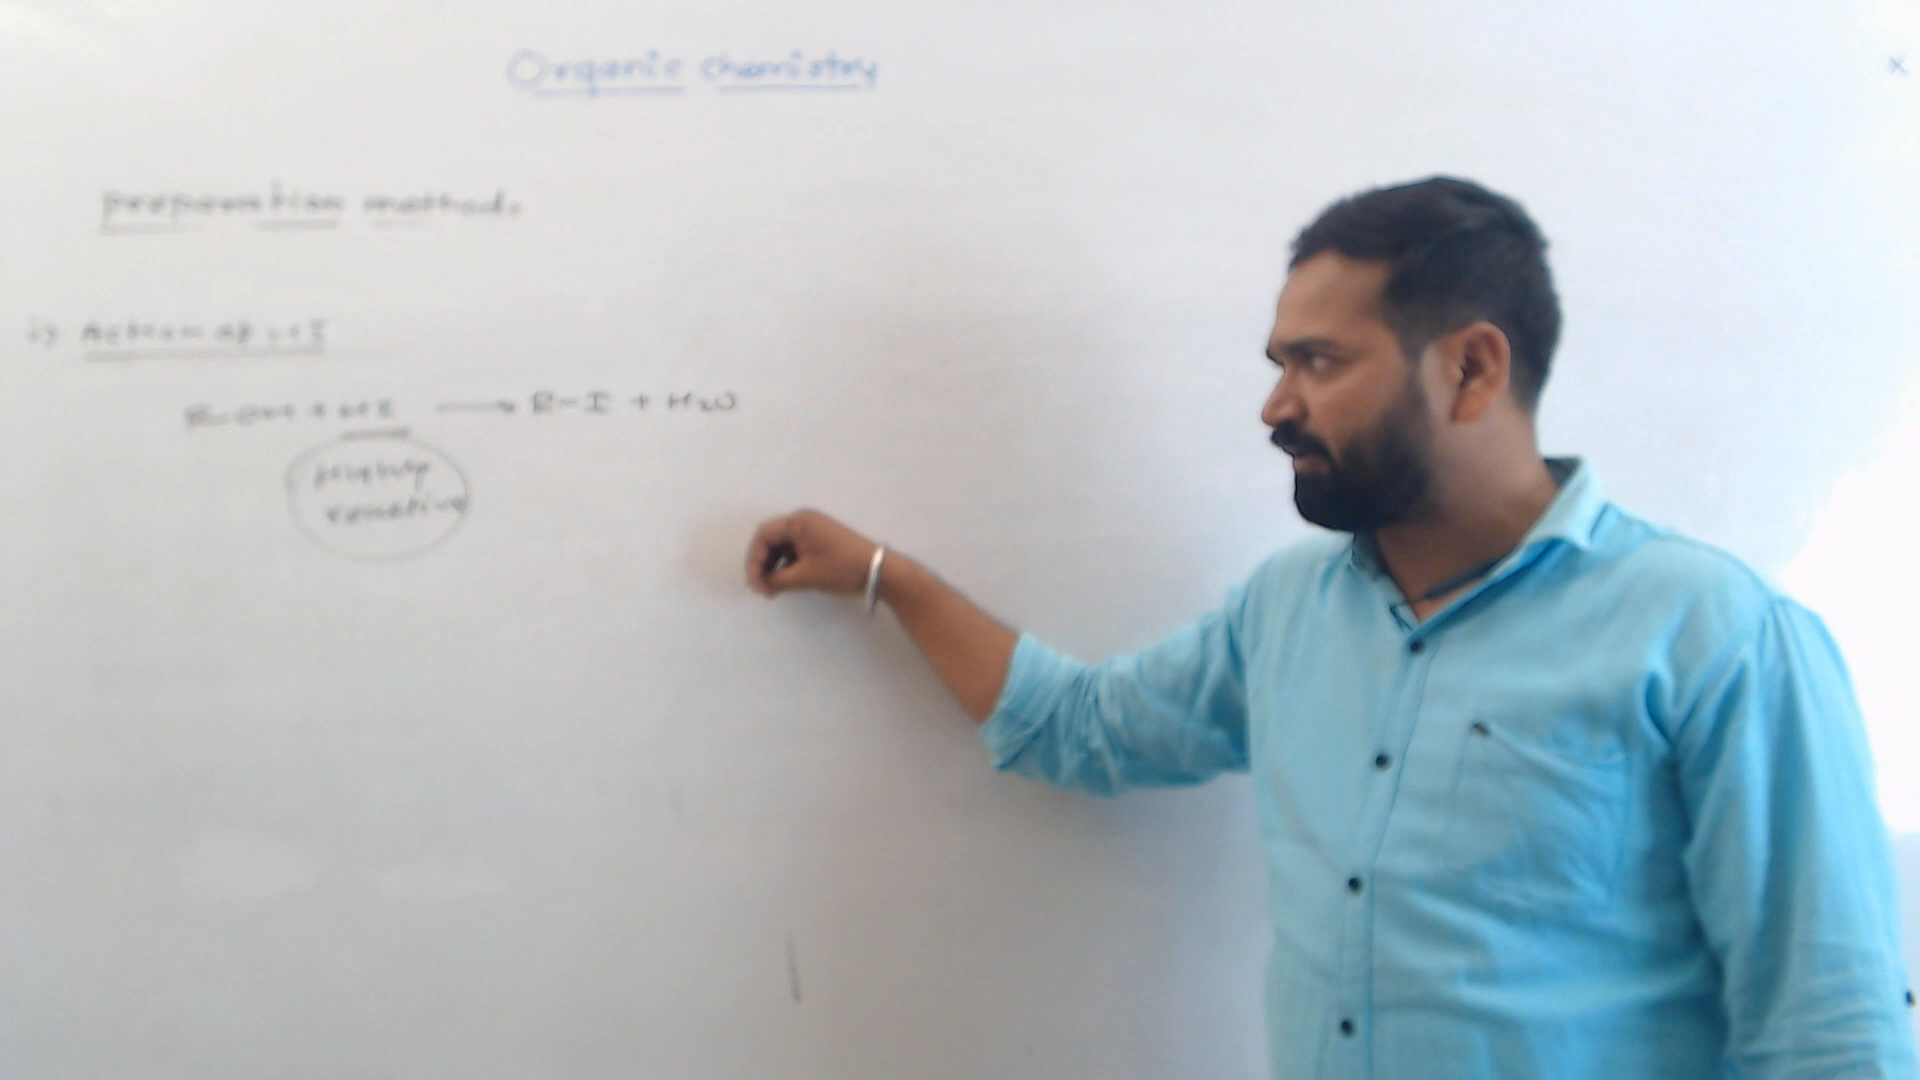 Organic chemistry
preparation methods
i) Action of HI
R-OH + HI ⟶ R-I + H2O
Highly
reactive